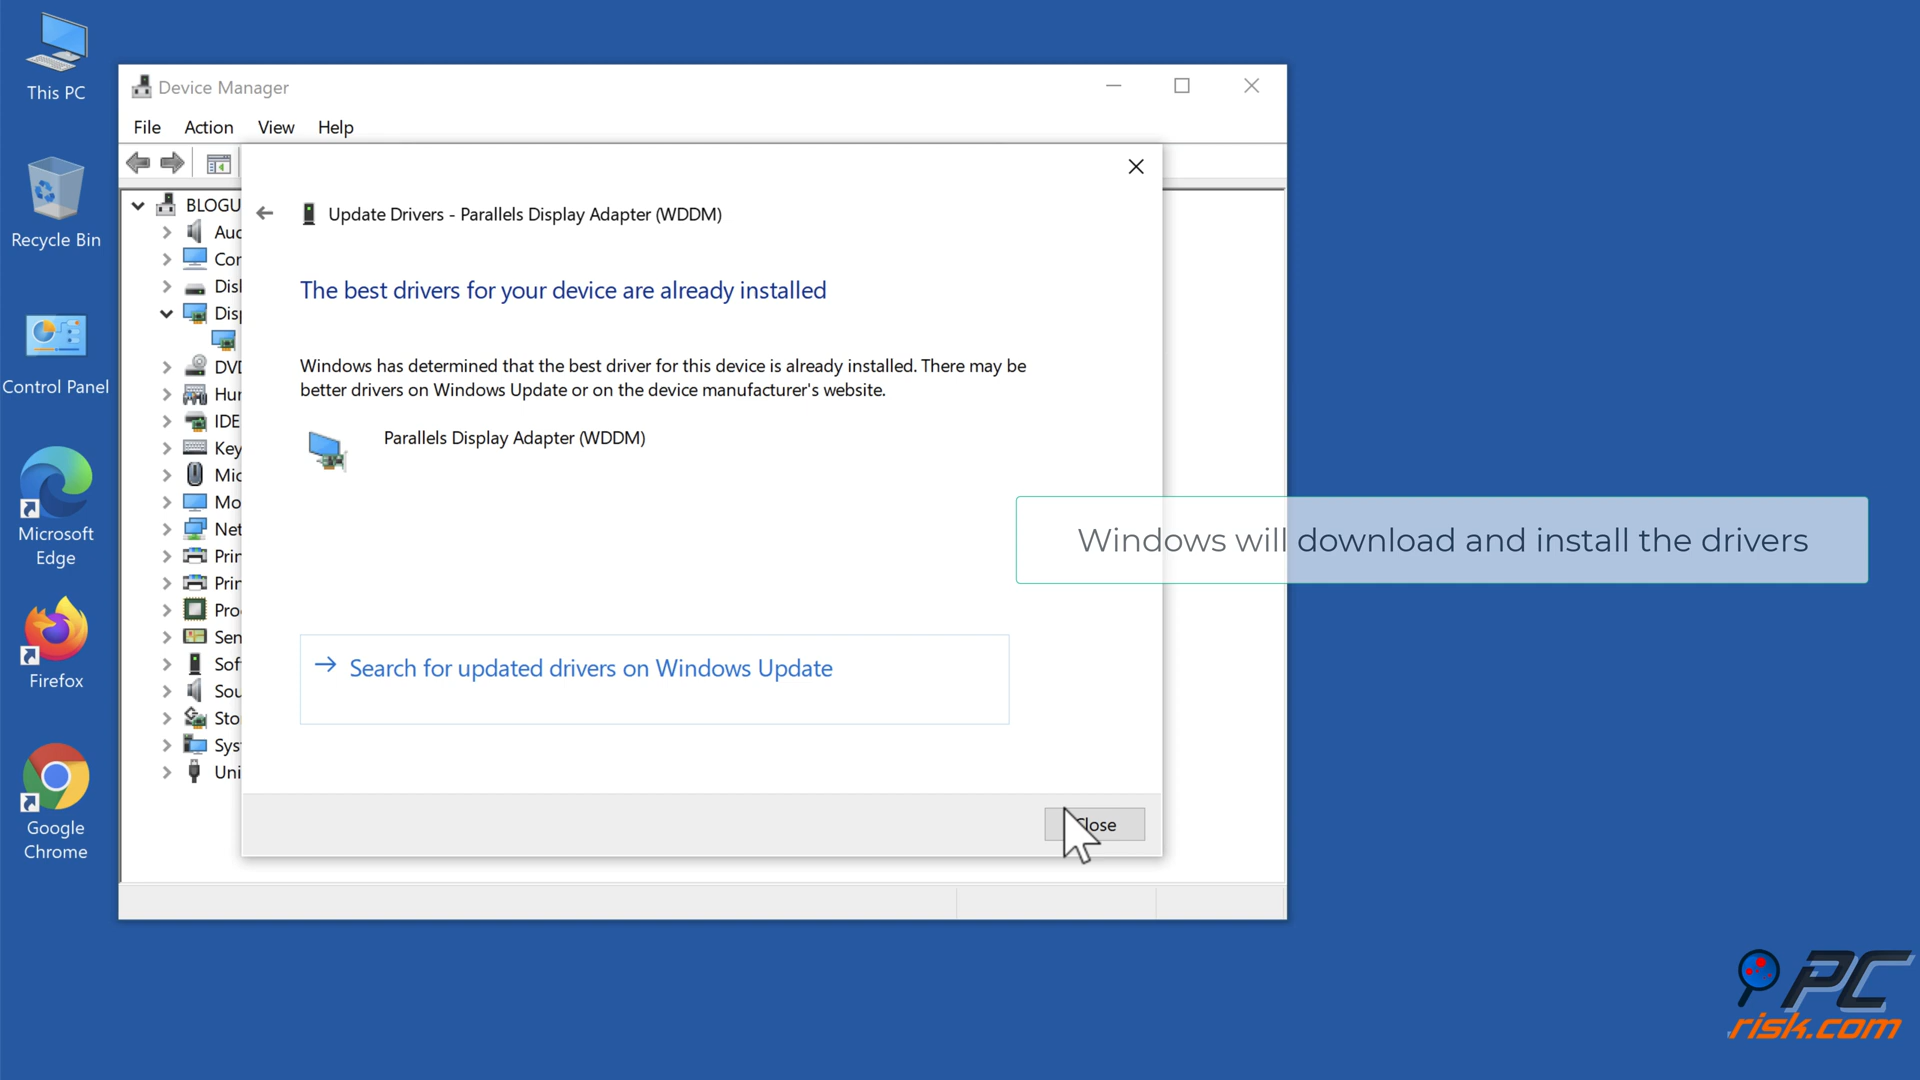 This PC
Recycle Bin
Control Panel
Microsoft
Edge
Firefox
Google
Chrome
Device Manager
File Action View Help
BLOGU
Auc
Cor
Disk
Disp
DVD
Hur
IDE
Key
Mic
Mo
Net
Prin
Prin
Pro
Sen
Sof
Sou
Sto
Sys
Uni
Update Drivers - Parallels Display Adapter (WDDM)
The best drivers for your device are already installed
Windows has determined that the best driver for this device is already installed. There may be
better drivers on Windows Update or on the device manufacturer's website.
Parallels Display Adapter (WDDM)
Windows will download and install the drivers
Search for updated drivers on Windows Update
Close
PC
risk.com